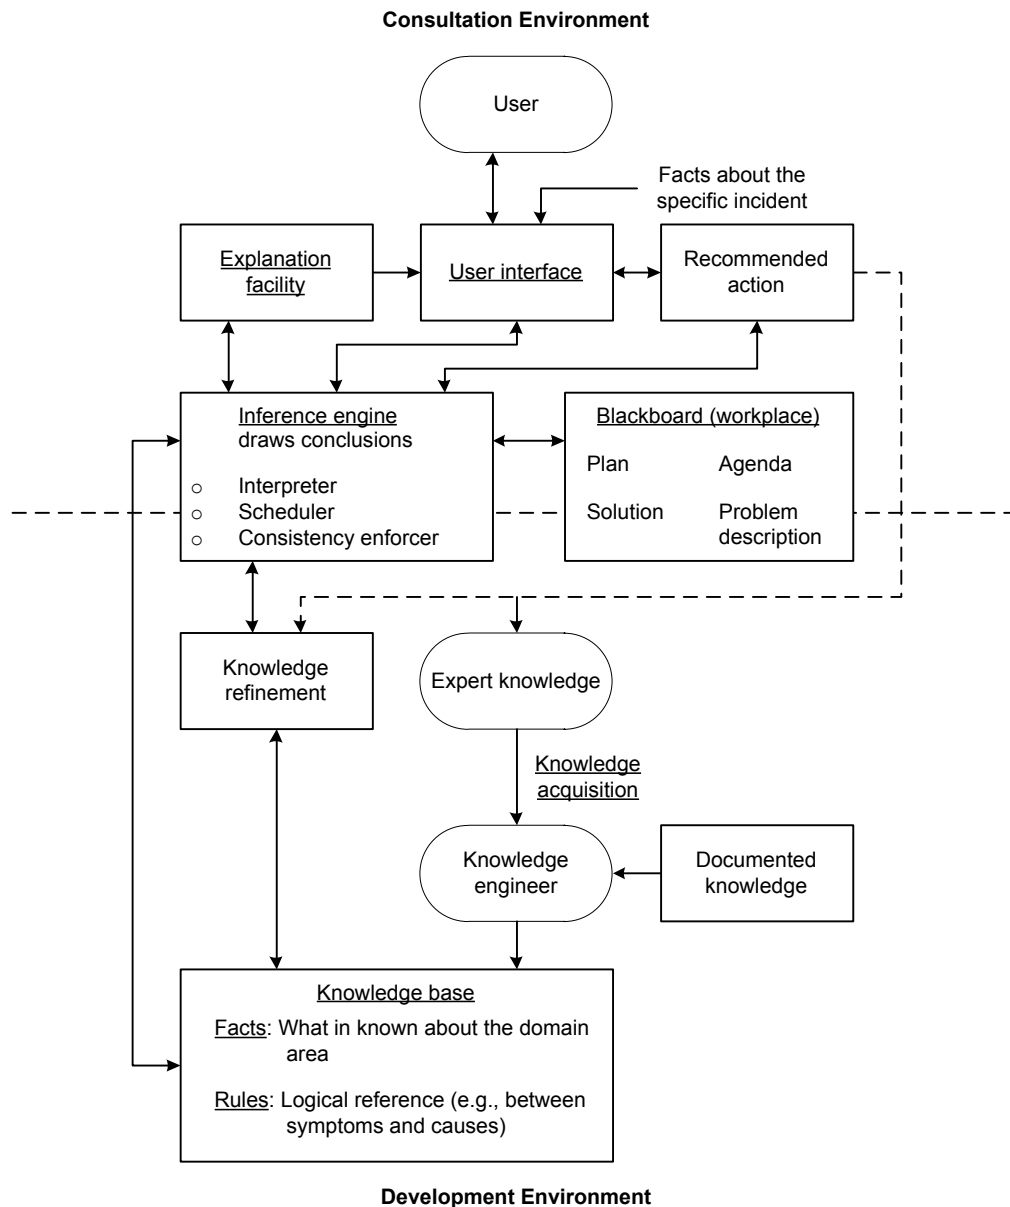 Consultation Environment
User
Facts about the
specific incident
Explanation
facility
User interface
Recommended
action
Inference engine
draws conclusions
○ Interpreter
○ Scheduler
○ Consistency enforcer
Blackboard (workplace)
Plan Agenda
Solution Problem
description
Knowledge
refinement
Expert knowledge
Knowledge
acquisition
Knowledge
engineer
Documented
knowledge
Knowledge base
Facts: What in known about the domain
area
Rules: Logical reference (e.g., between
symptoms and causes)
Development Environment